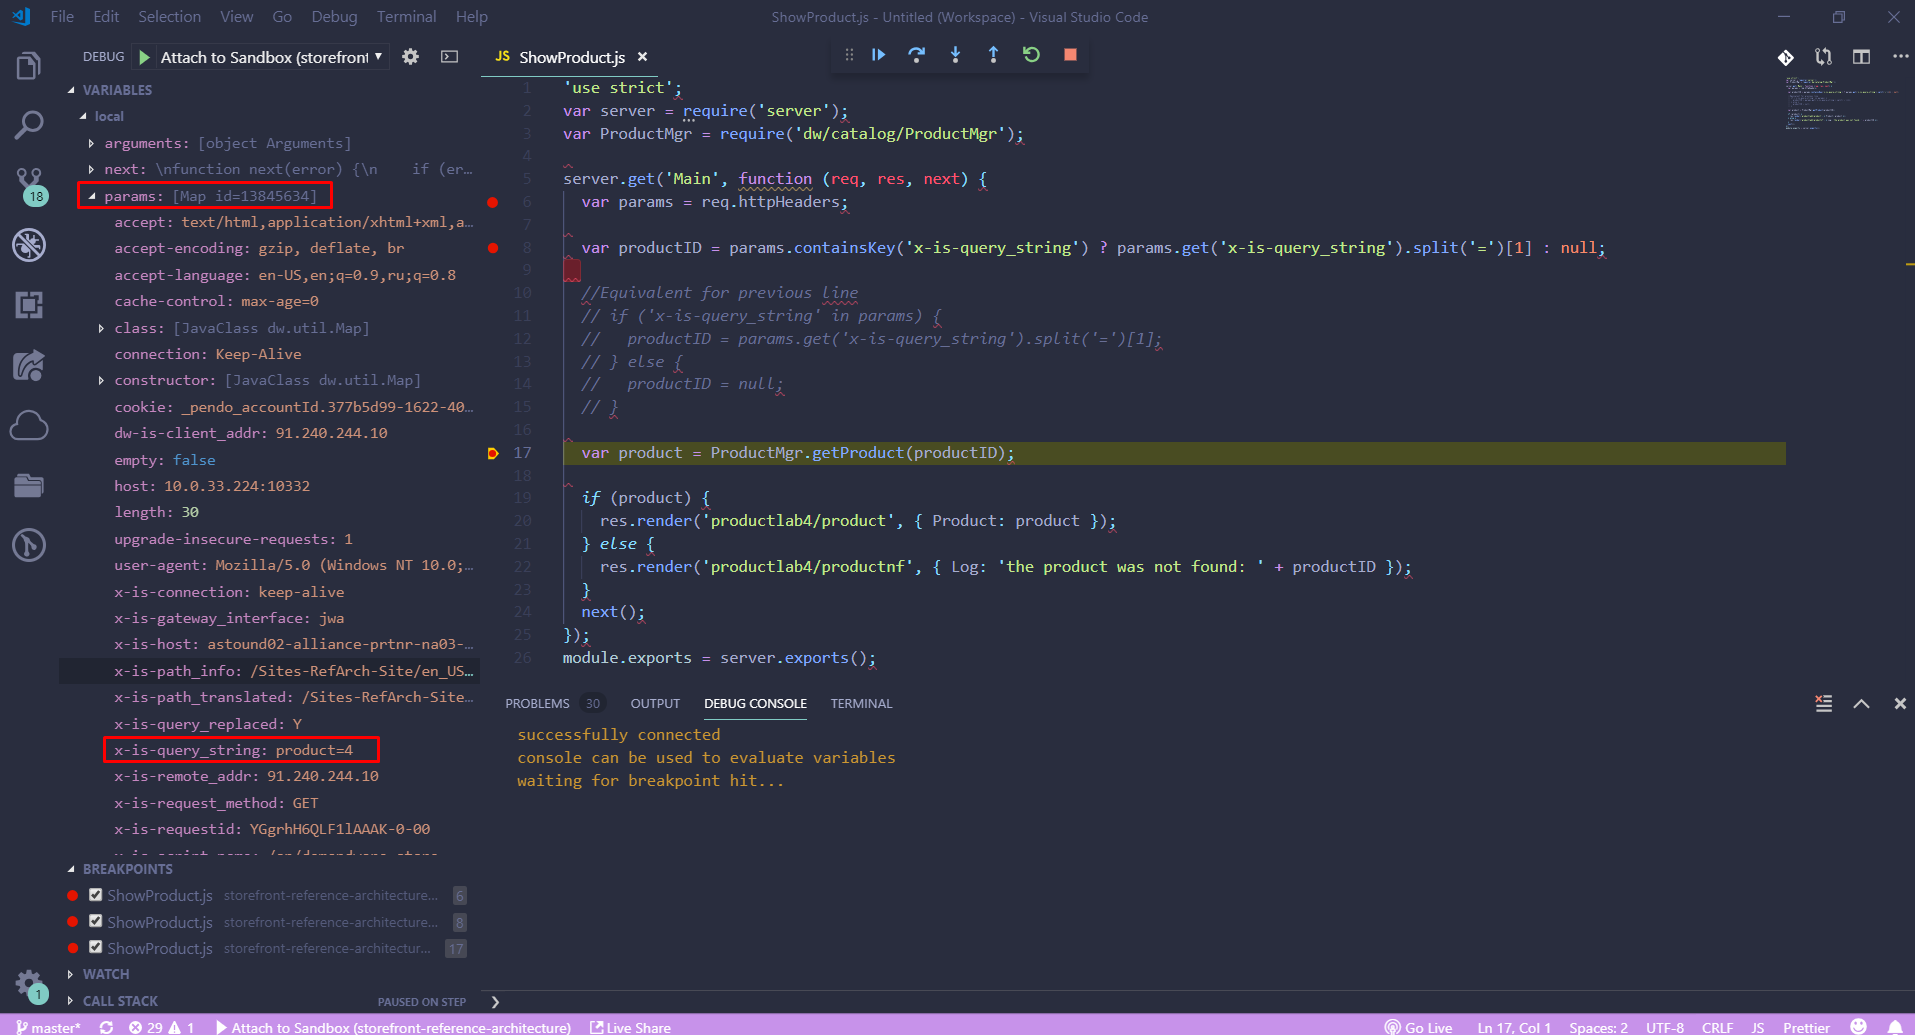 File Edit Selection View Go Debug Terminal Help
ShowProduct.js - Untitled (Workspace) - Visual Studio Code
DEBUG Attach to Sandbox (storefront
JS ShowProduct.js
VARIABLES
local
arguments: [object Arguments]
next: \nfunction next(error) {\n if (er…
params: [Map id=13845634]
accept: text/html,application/xhtml+xml,a…
accept-encoding: gzip, deflate, br
accept-language: en-US,en;q=0.9,ru;q=0.8
cache-control: max-age=0
class: [JavaClass dw.util.Map]
connection: Keep-Alive
constructor: [JavaClass dw.util.Map]
cookie: _pendo_accountId.377b5d99-1622-40…
dw-is-client_addr: 91.240.244.10
empty: false
host: 10.0.33.224:10332
length: 30
upgrade-insecure-requests: 1
user-agent: Mozilla/5.0 (Windows NT 10.0;…
x-is-connection: keep-alive
x-is-gateway_interface: jwa
x-is-host: astound02-alliance-prtnr-na03-…
x-is-path_info: /Sites-RefArch-Site/en_US…
x-is-path_translated: /Sites-RefArch-Site…
x-is-query_replaced: Y
x-is-query_string: product=4
x-is-remote_addr: 91.240.244.10
x-is-request_method: GET
x-is-requestid: YGgrhH6QLF1lAAAK-0-00
18
BREAKPOINTS
ShowProduct.js storefront-reference-architecture… 6
ShowProduct.js storefront-reference-architecture… 8
ShowProduct.js storefront-reference-architectur… 17
WATCH
CALL STACK PAUSED ON STEP
1
1 'use strict';
2 var server = require('server');
3 var ProductMgr = require('dw/catalog/ProductMgr');
4
5 server.get('Main', function (req, res, next) {
6 var params = req.httpHeaders;
7
8 var productID = params.containsKey('x-is-query_string') ? params.get('x-is-query_string').split('=')[1] : null;
9
10 //Equivalent for previous line
11 // if ('x-is-query_string' in params) {
12 // productID = params.get('x-is-query_string').split('=')[1];
13 // } else {
14 // productID = null;
15 // }
16
17 var product = ProductMgr.getProduct(productID);
18
19 if (product) {
20 res.render('productlab4/product', { Product: product });
21 } else {
22 res.render('productlab4/productnf', { Log: 'the product was not found: ' + productID });
23 }
24 next();
25 });
26 module.exports = server.exports();
PROBLEMS 30 OUTPUT DEBUG CONSOLE TERMINAL
successfully connected
console can be used to evaluate variables
waiting for breakpoint hit...
master* 29 1 Attach to Sandbox (storefront-reference-architecture) Live Share Go Live Ln 17, Col 1 Spaces: 2 UTF-8 CRLF JS Prettier